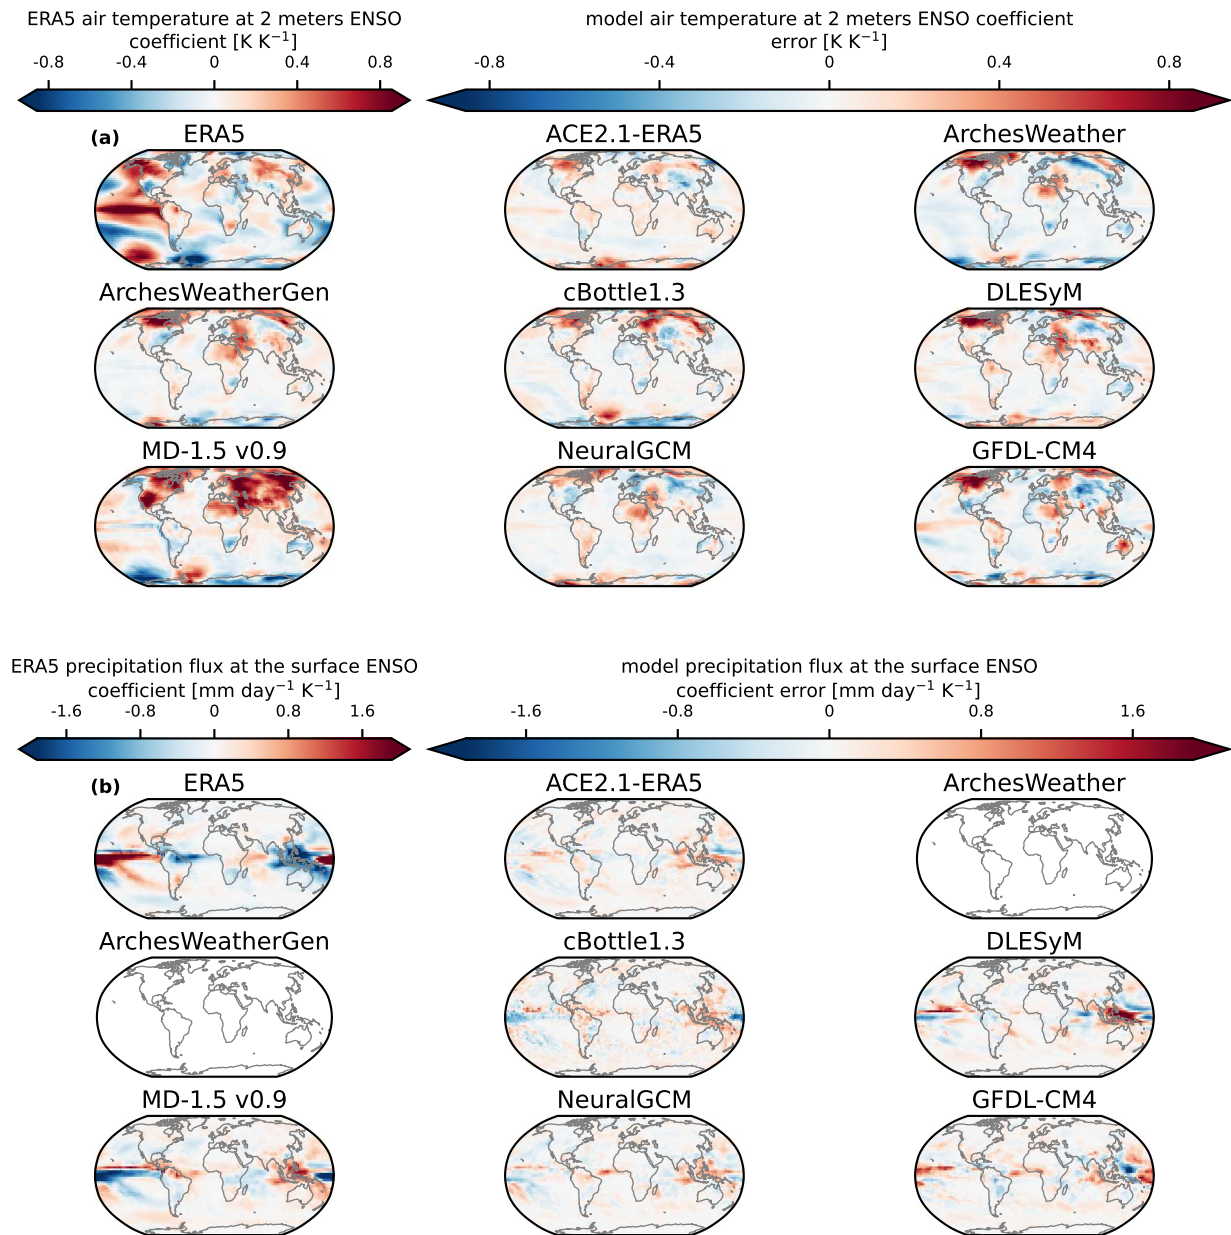 ERA5 air temperature at 2 meters ENSO
coefficient [K K⁻¹]
-0.8 -0.4 0 0.4 0.8
model air temperature at 2 meters ENSO coefficient
error [K K⁻¹]
-0.8 -0.4 0 0.4 0.8
(a) ERA5 ACE2.1-ERA5 ArchesWeather
ArchesWeatherGen cBottle1.3 DLESyM
MD-1.5 v0.9 NeuralGCM GFDL-CM4
ERA5 precipitation flux at the surface ENSO
coefficient [mm day⁻¹ K⁻¹]
-1.6 -0.8 0 0.8 1.6
model precipitation flux at the surface ENSO
coefficient error [mm day⁻¹ K⁻¹]
-1.6 -0.8 0 0.8 1.6
(b) ERA5 ACE2.1-ERA5 ArchesWeather
ArchesWeatherGen cBottle1.3 DLESyM
MD-1.5 v0.9 NeuralGCM GFDL-CM4